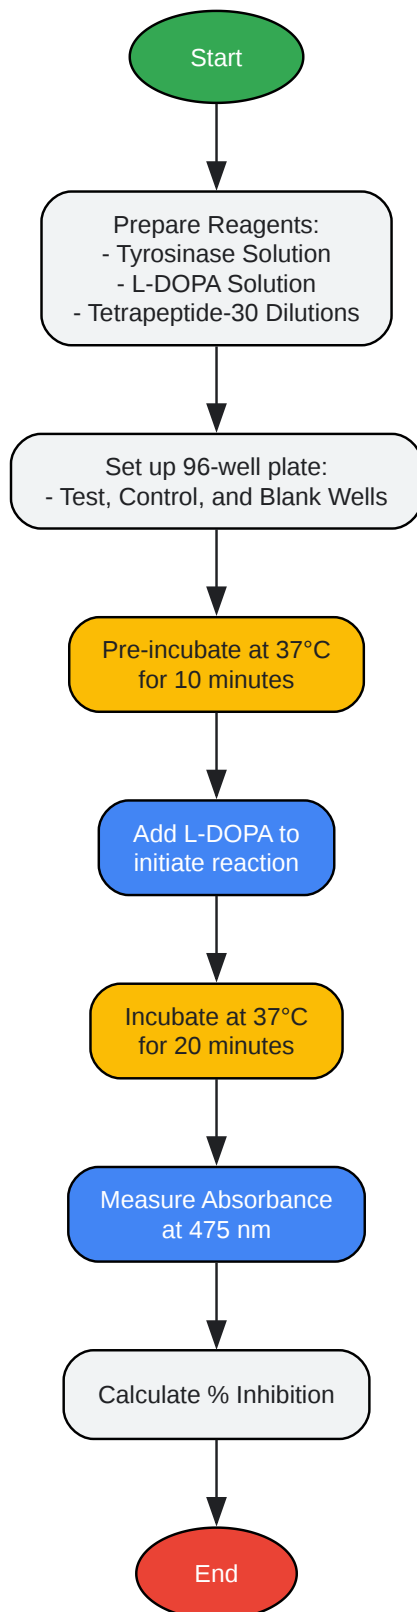 Start
Prepare Reagents:
- Tyrosinase Solution
- L-DOPA Solution
- Tetrapeptide-30 Dilutions
Set up 96-well plate:
- Test, Control, and Blank Wells
Pre-incubate at 37°C
for 10 minutes
Add L-DOPA to
initiate reaction
Incubate at 37°C
for 20 minutes
Measure Absorbance
at 475 nm
Calculate % Inhibition
End